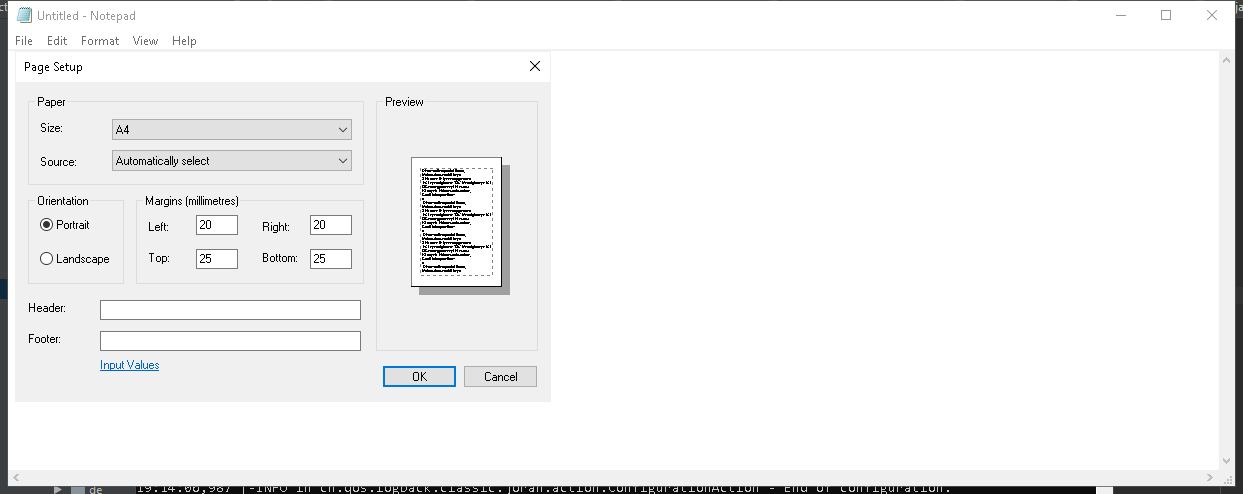 Untitled - Notepad
File Edit Format View Help
Page Setup
Paper
Size: A4
Source: Automatically select
Orientation
Portrait
Landscape
Margins (millimetres)
Left: 20 Right: 20
Top: 25 Bottom: 25
Preview
Header:
Footer:
Input Values
OK Cancel
de 19:14:06,987 |-INFO in ch.qos.logback.classic.joran.action.ConfigurationAction - End of configuration.